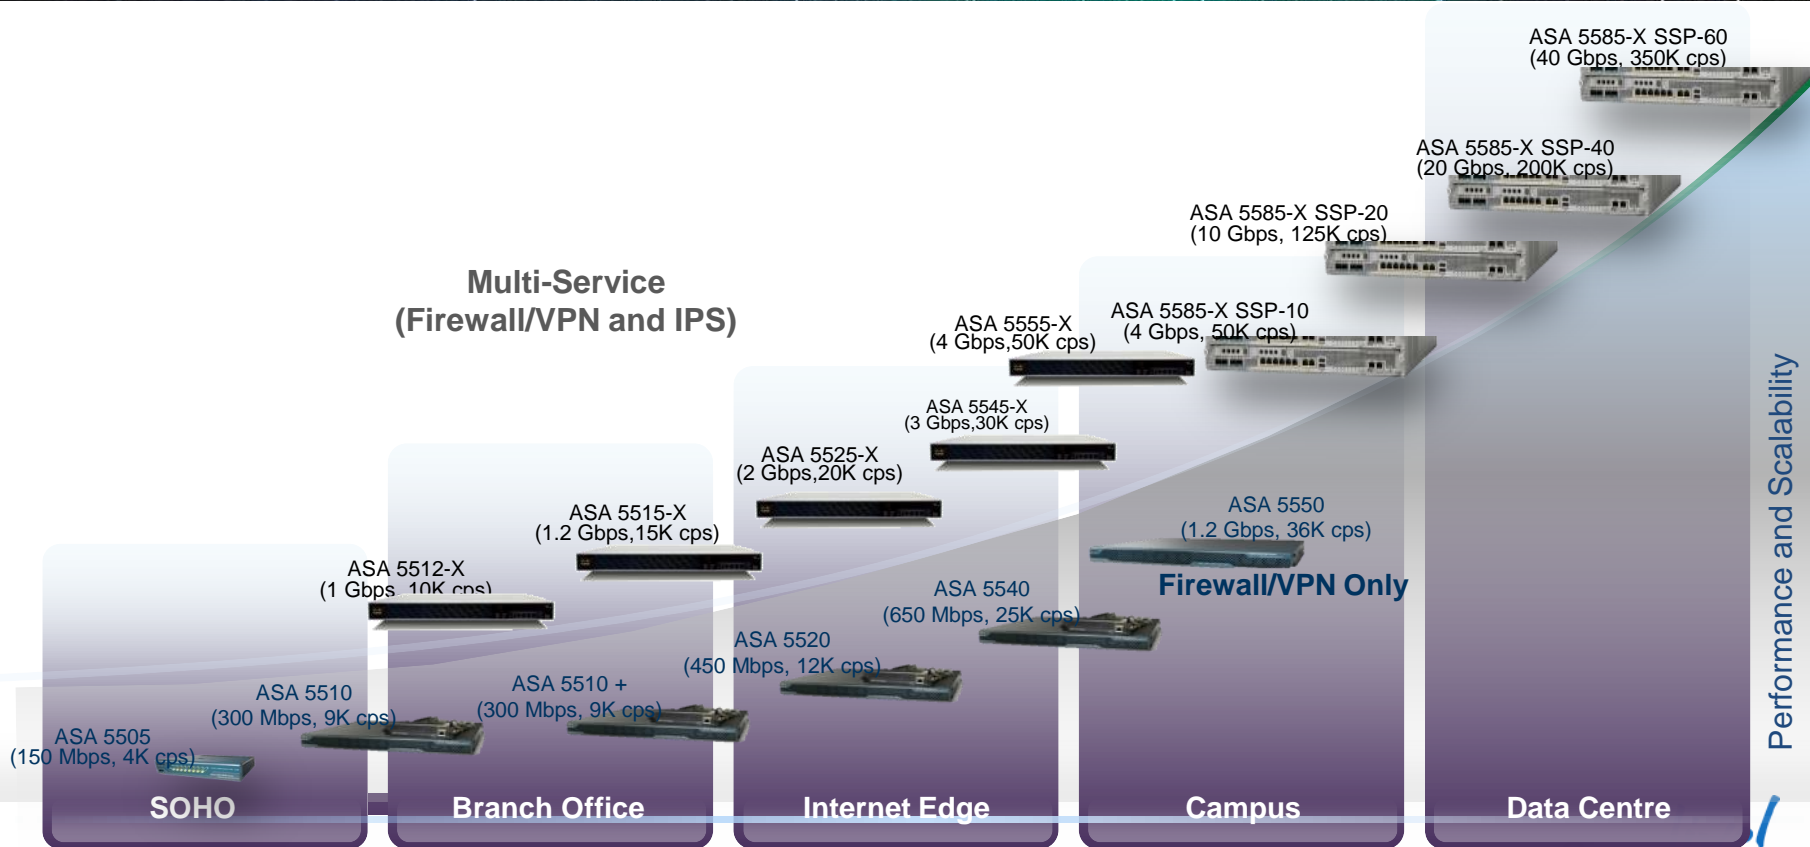 ASA 5585-X SSP-60
(40 Gbps, 350K cps)
ASA 5585-X SSP-40
(20 Gbps, 200K cps)
ASA 5585-X SSP-20
(10 Gbps, 125K cps)
Multi-Service
(Firewall/VPN and IPS)
ASA 5585-X SSP-10
(4 Gbps, 50K cps)
ASA 5555-X
(4 Gbps,50K cps)
ASA 5545-X
(3 Gbps,30K cps)
ASA 5525-X
(2 Gbps,20K cps)
ASA 5515-X
(1.2 Gbps,15K cps)
ASA 5512-X
(1 Gbps, 10K cps)
ASA 5550
(1.2 Gbps, 36K cps)
Firewall/VPN Only
ASA 5540
(650 Mbps, 25K cps)
ASA 5520
(450 Mbps, 12K cps)
ASA 5510 +
(300 Mbps, 9K cps)
ASA 5510
(300 Mbps, 9K cps)
ASA 5505
(150 Mbps, 4K cps)
Performance and Scalability
SOHO
Branch Office
Internet Edge
Campus
Data Centre